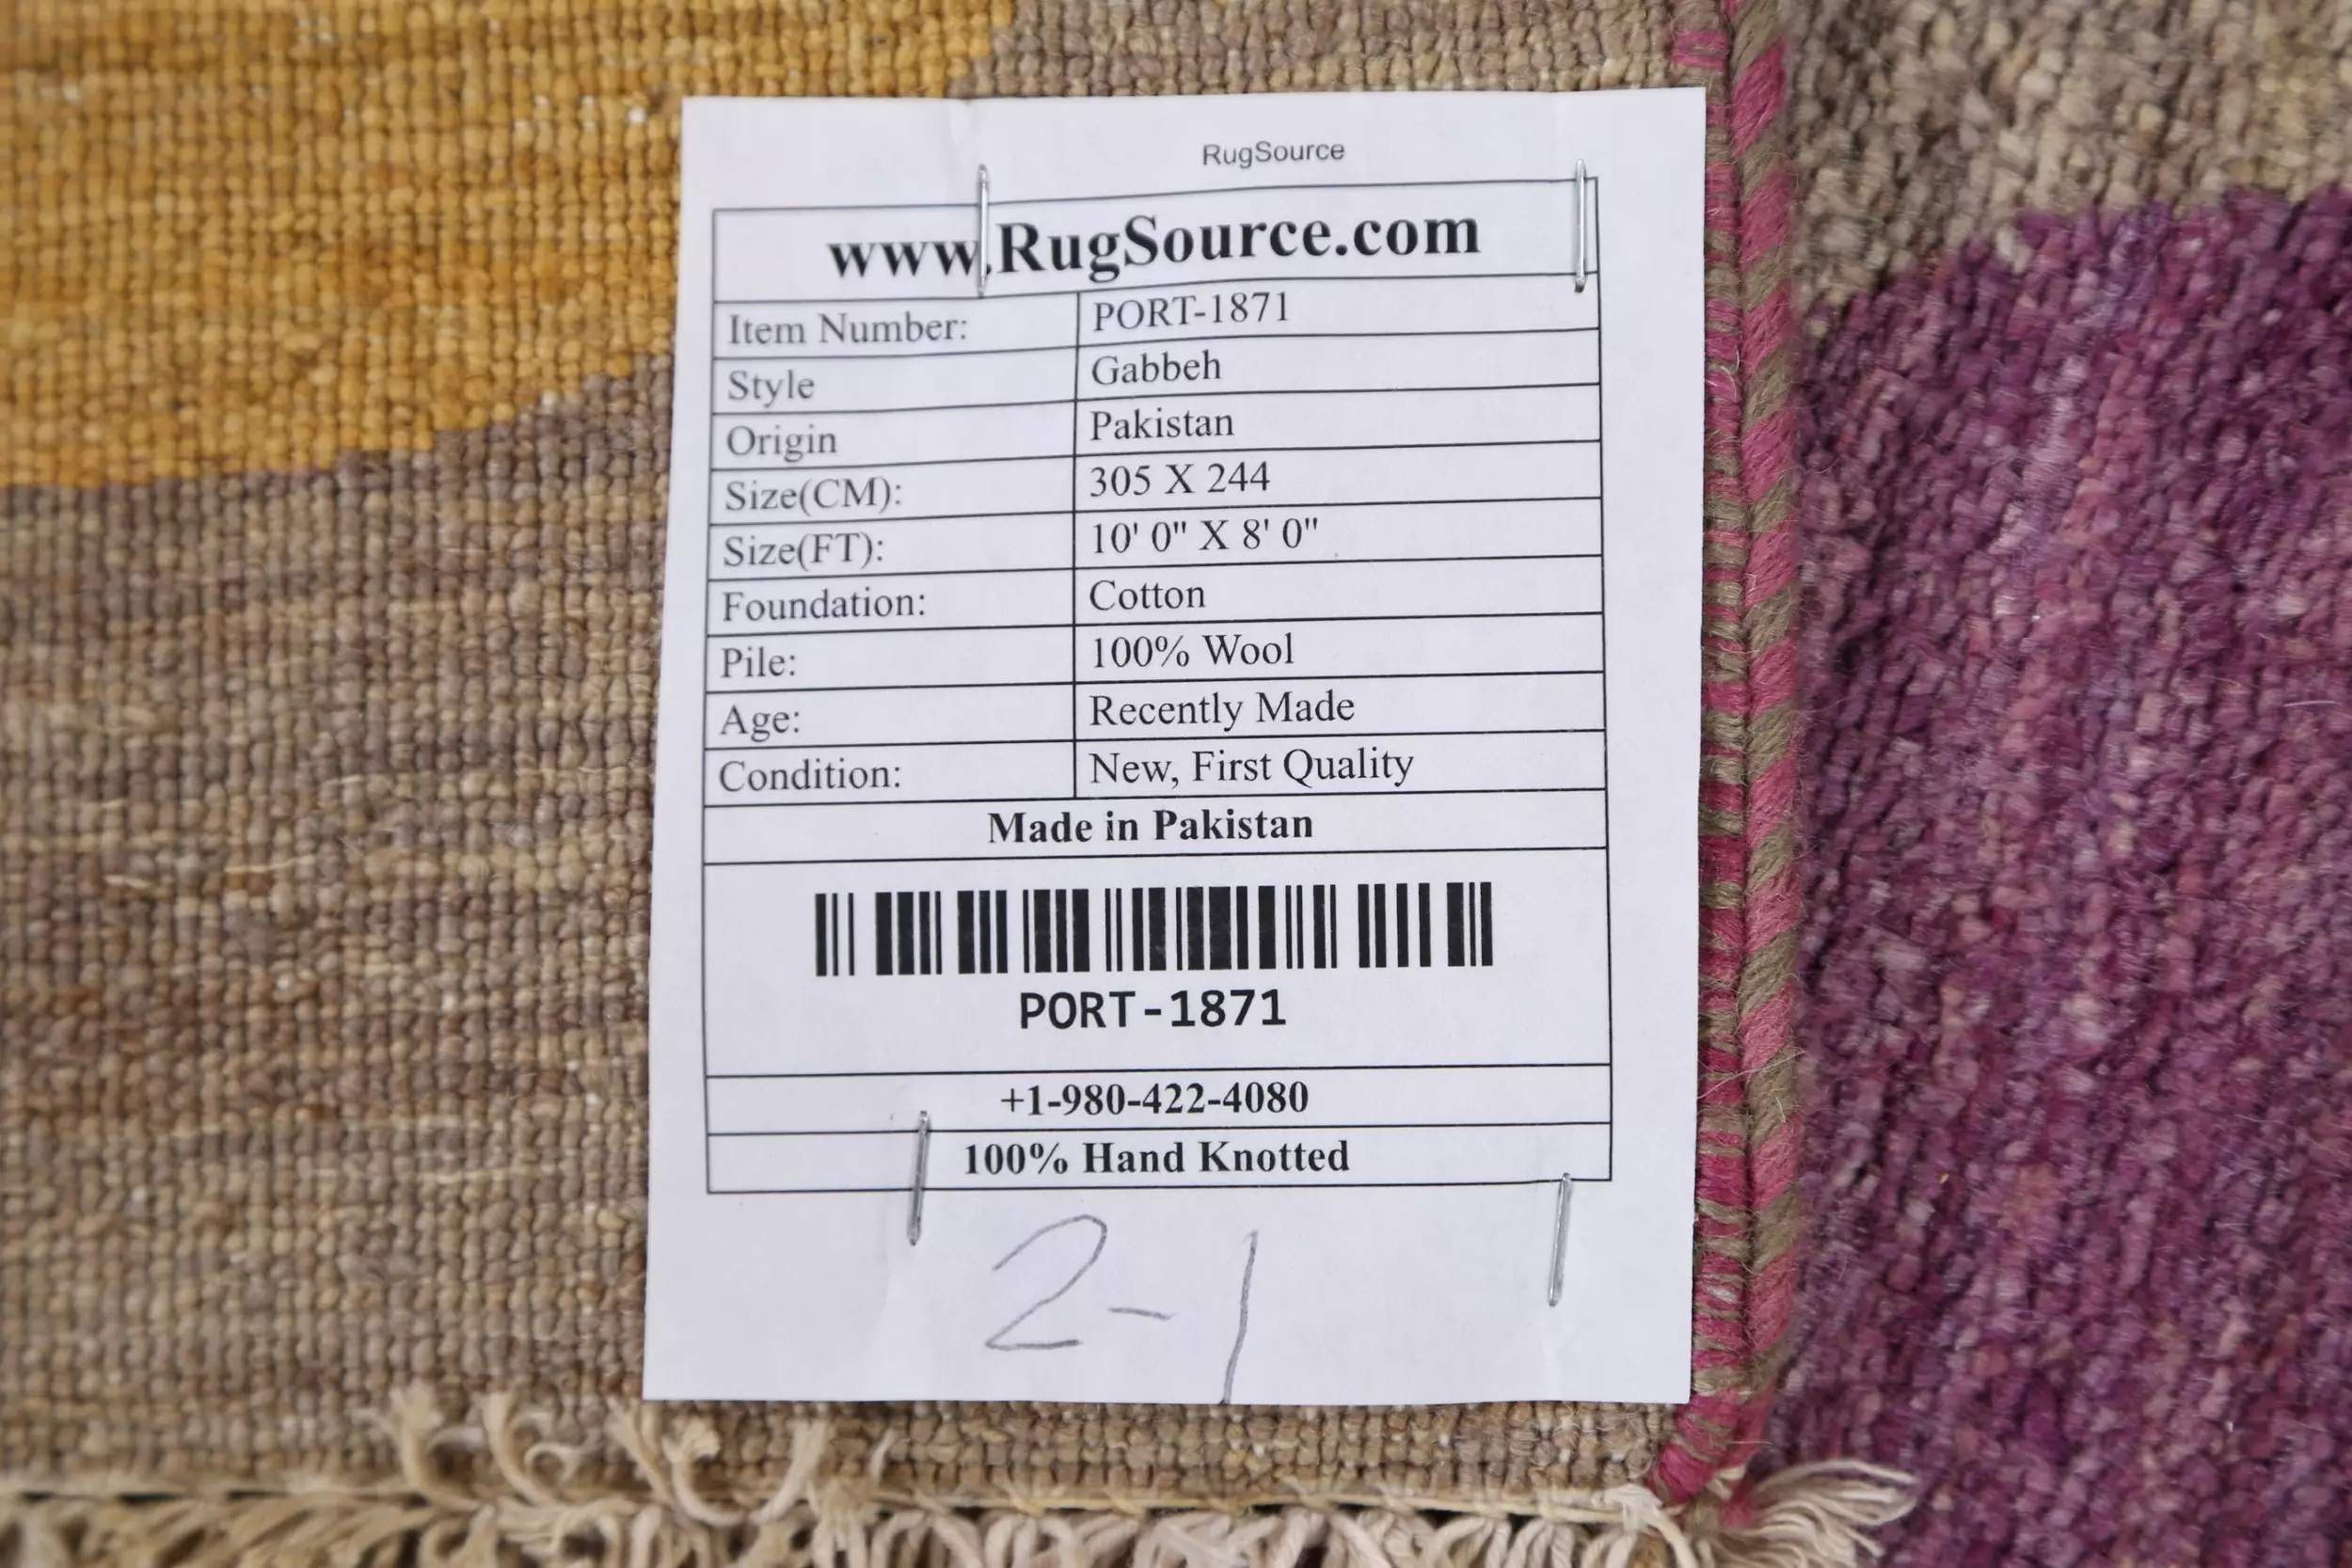 RugSource
www.RugSource.com
Item Number: PORT-1871
Style Gabbeh
Origin Pakistan
Size(CM): 305 X 244
Size(FT): 10' 0" X 8' 0"
Foundation: Cotton
Pile: 100% Wool
Age: Recently Made
Condition: New, First Quality
Made in Pakistan
PORT-1871
+1-980-422-4080
100% Hand Knotted
2-1